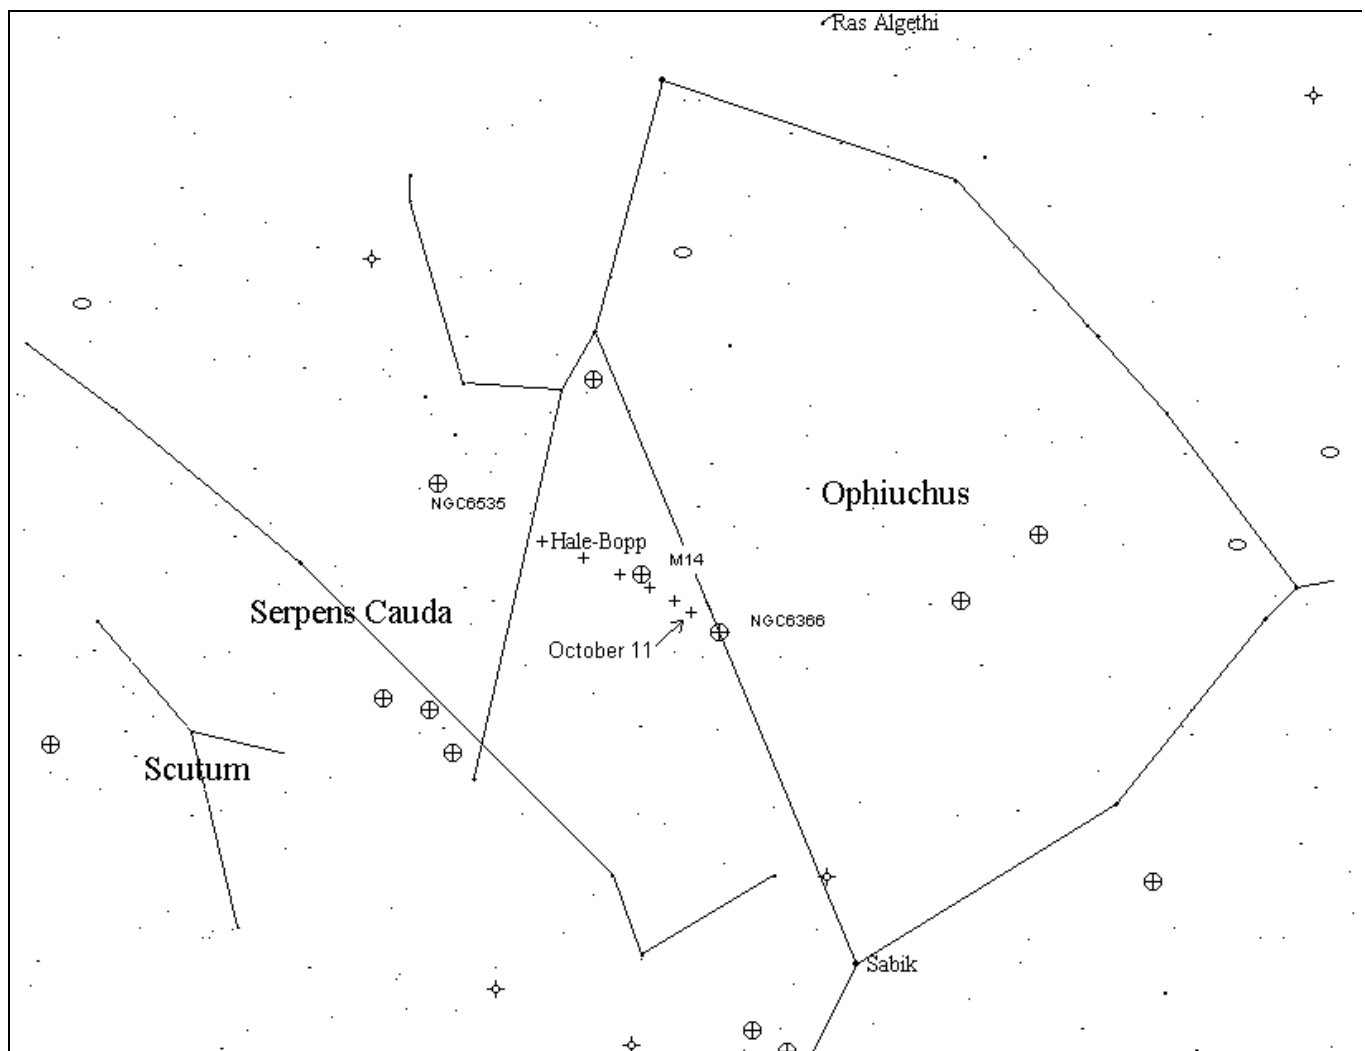 Ras Algethi
Ophiuchus
NGC6535
Hale-Bopp
M14
Serpens Cauda
NGC6366
October 11
Scutum
Sabik